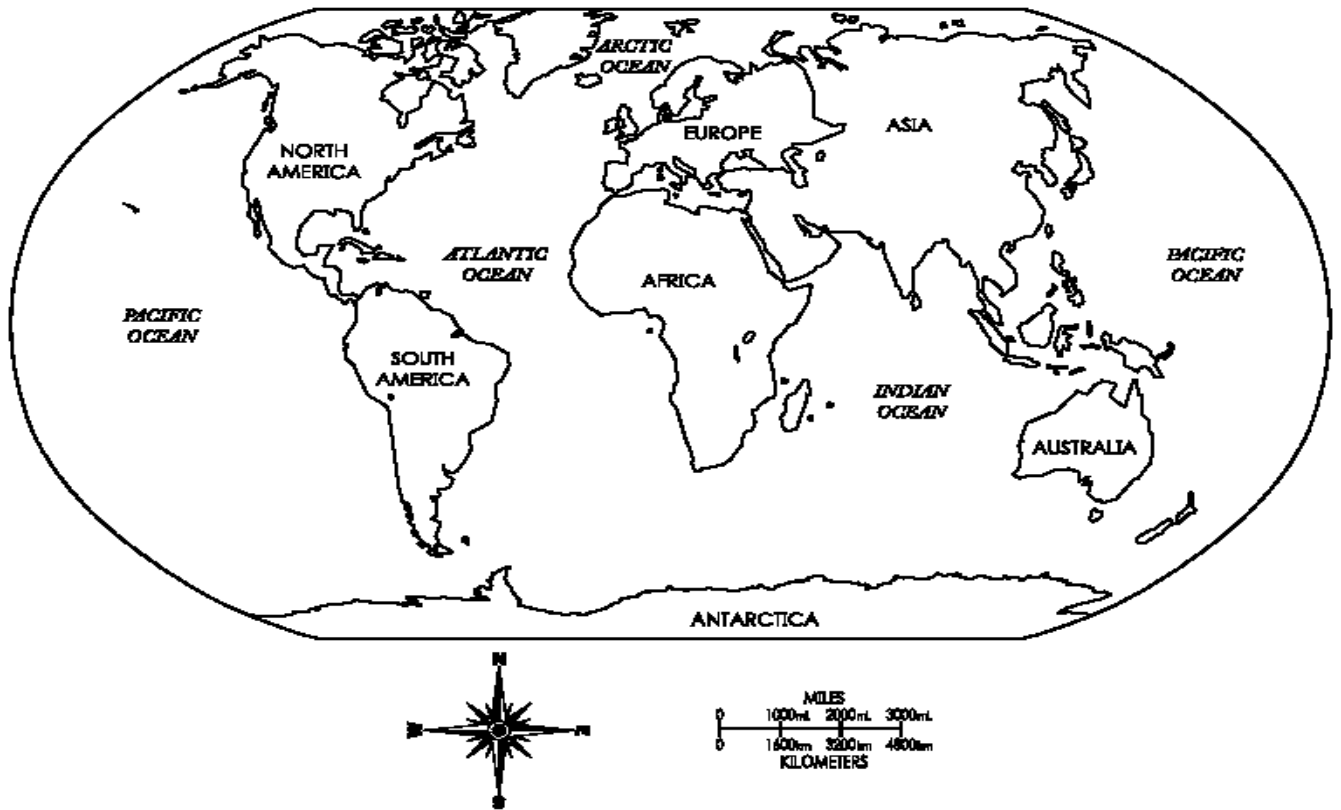 ARCTIC
OCEAN
NORTH
AMERICA
EUROPE
ASIA
ATLANTIC
OCEAN
AFRICA
PACIFIC
OCEAN
PACIFIC
OCEAN
SOUTH
AMERICA
INDIAN
OCEAN
AUSTRALIA
ANTARCTICA
N
W E
S
MILES
0 1000mi. 2000mi. 3000mi.
0 1600km 3200km 4800km
KILOMETERS